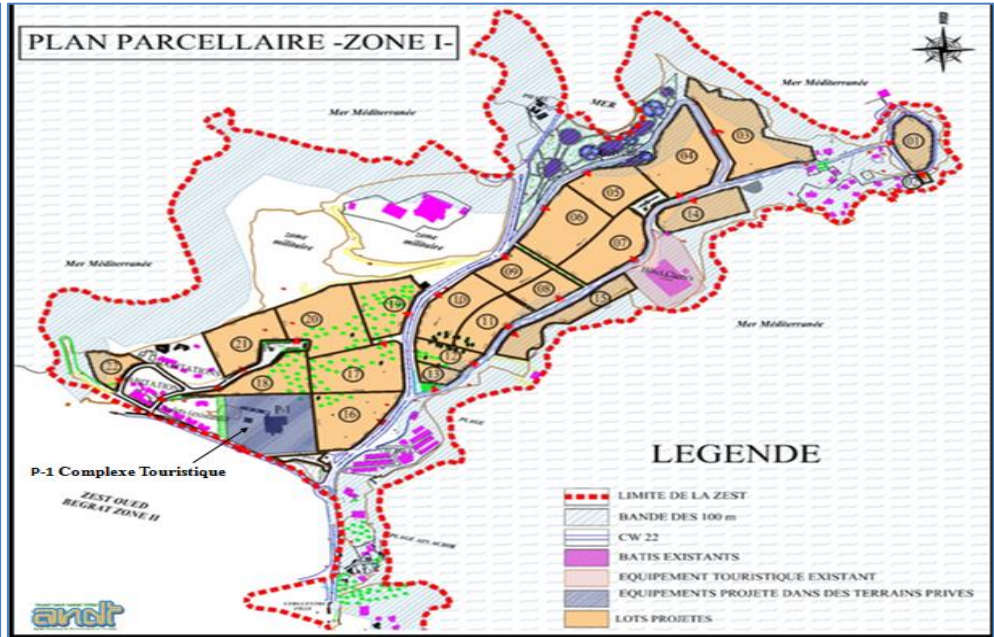 PLAN PARCELLAIRE -ZONE I-
Mer Méditerranée
Mer Méditerranée
MER
03
01
04
05
14
06
07
zone
militaire
zone
militaire
Mer Méditerranée
09
08
15
19
10
Mer Méditerranée
20
11
21
12
22
17
13
18
P-1
16
PLAGE
P-1 Complexe Touristique
LEGENDE
ZEST OUED
BEGRAT ZONE II
LIMITE DE LA ZEST
BANDE DES 100 m
CW 22
BATIS EXISTANTS
EQUIPEMENT TOURISTIQUE EXISTANT
EQUIPEMENTS PROJETE DANS DES TERRAINS PRIVES
LOTS PROJETES
andt